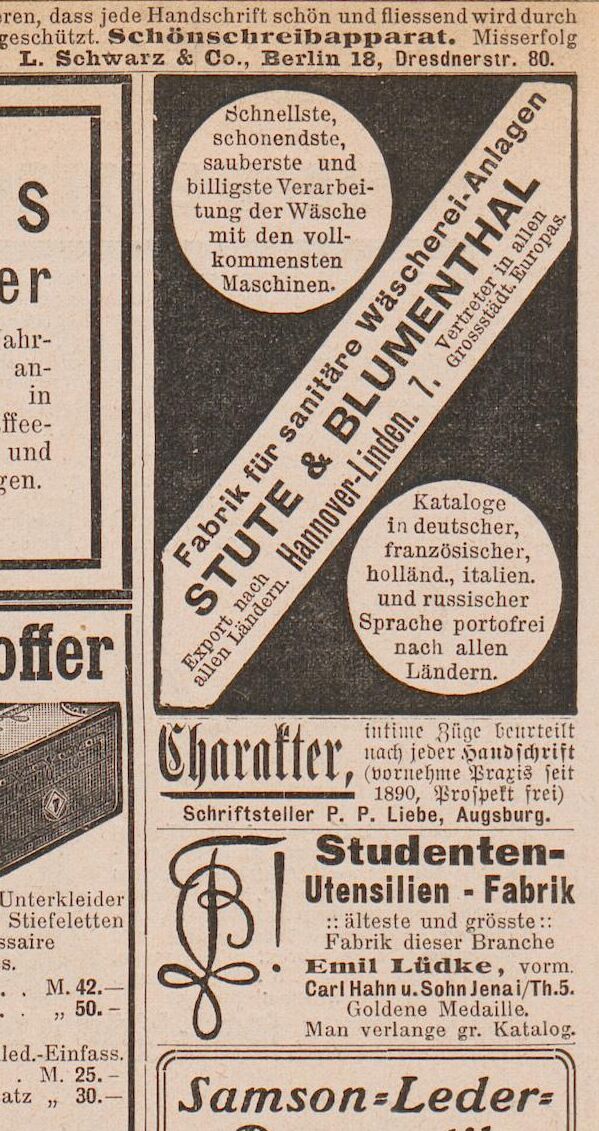 ren, dass jede Handschrift schön und fliessend wird durch
geschützt. Schönschreibapparat. Misserfolg
L. Schwarz & Co., Berlin 18, Dresdnerstr. 80.
s
er
ahr-
an-
in
ffee-
und
gen.
Schnellste,
schonendste,
sauberste und
billigste Verarbei-
tung der Wäsche
mit den voll-
kommensten
Maschinen.
Fabrik für sanitäre Wäscherei-Anlagen
STUTE & BLUMENTHAL
Hannover-Linden. 7.
Vertreter in allen
Grossstädt. Europas.
Export nach
allen Ländern.
Kataloge
in deutscher,
französischer,
holländ., italien.
und russischer
Sprache portofrei
nach allen
Ländern.
offer
Unterkleider
Stiefeletten
ssaire
s.
. . M. 42.—
. . „ 50.–
led.-Einfass.
. M. 25.–
atz „ 30.—
Charakter,
intime Züge beurteilt
nach jeder Handschrift
(vornehme Praxis seit
1890, Prospekt frei)
Schriftsteller P. P. Liebe, Augsburg.
Studenten-
Utensilien - Fabrik
:: älteste und grösste ::
Fabrik dieser Branche
Emil Lüdke, vorm.
Carl Hahn u. Sohn Jena i/Th. 5.
Goldene Medaille.
Man verlange gr. Katalog.
Samson=Leder=